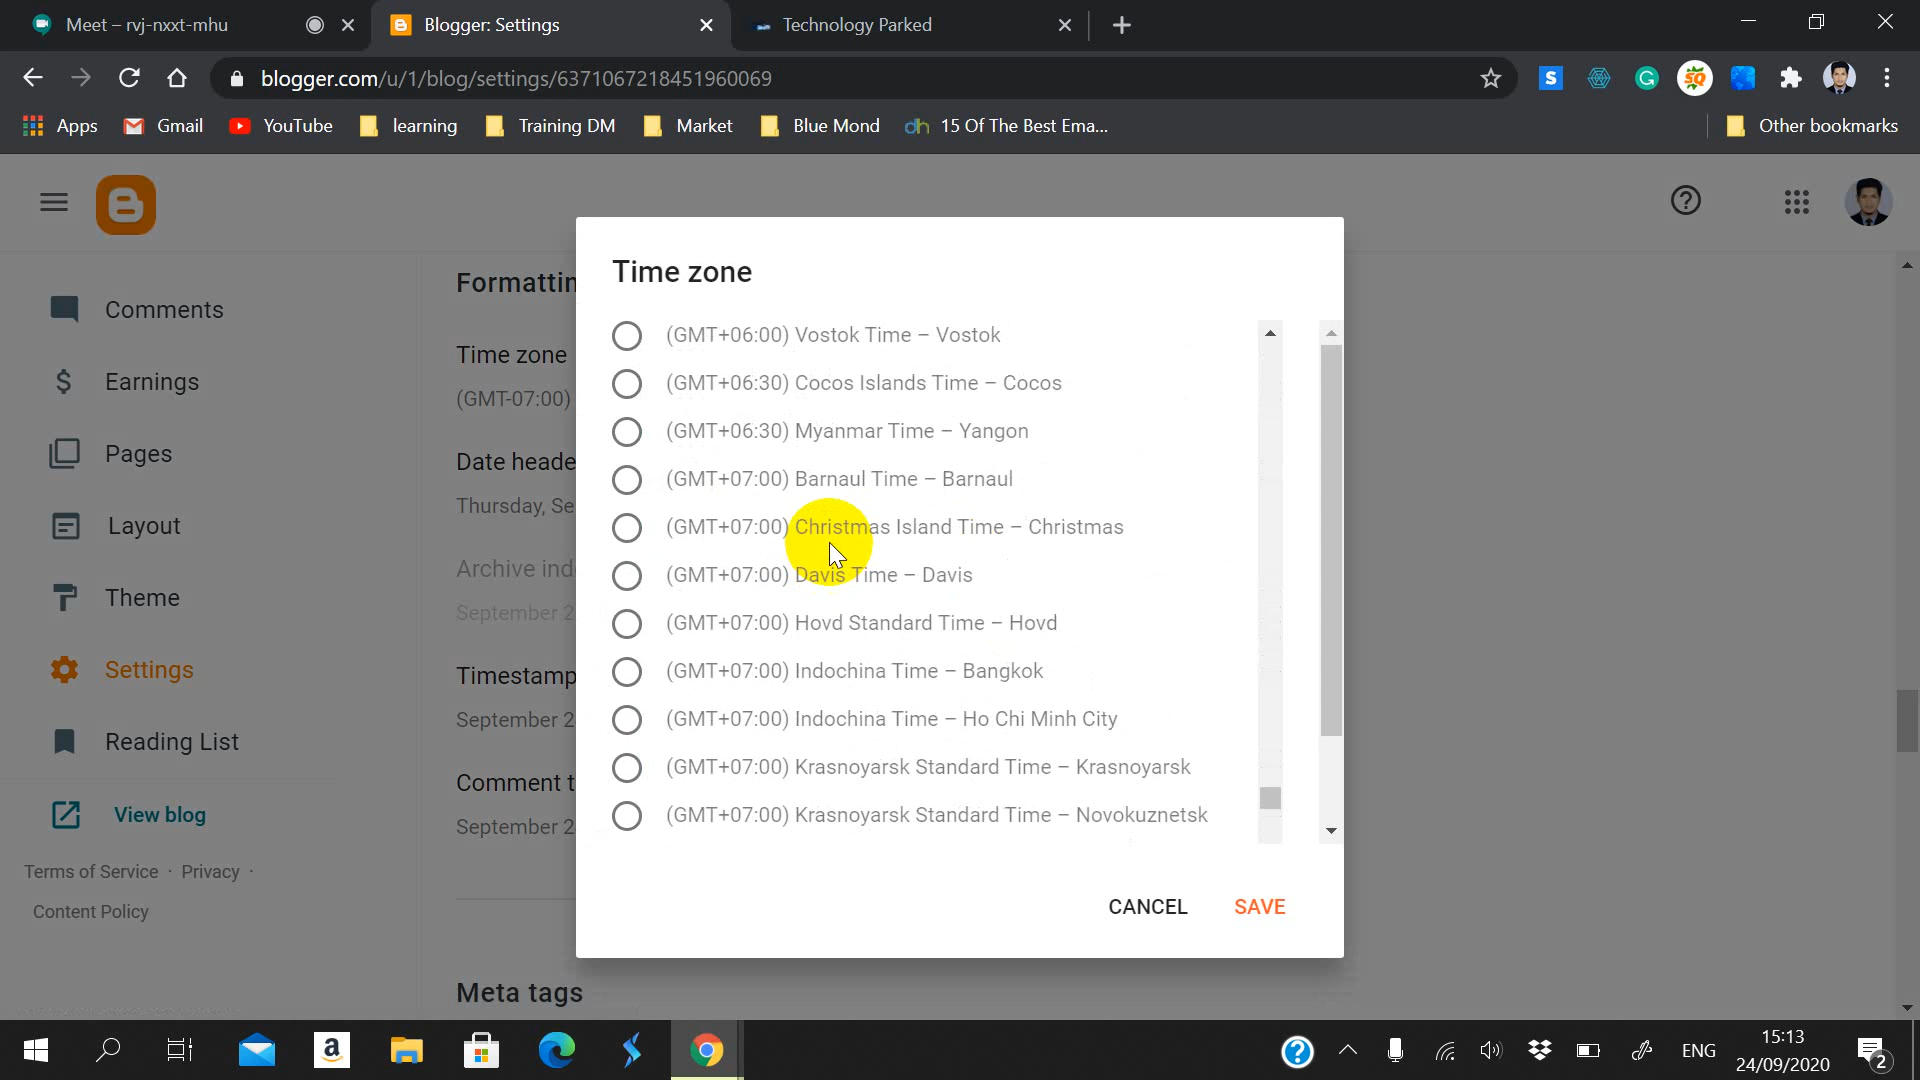 Meet – rvj-nxxt-mhu
Blogger: Settings
Technology Parked
blogger.com/u/1/blog/settings/6371067218451960069
Apps
Gmail
YouTube
learning
Training DM
Market
Blue Mond
dh
15 Of The Best Ema...
Other bookmarks
Comments
Earnings
Pages
Layout
Theme
Settings
Reading List
View blog
Terms of Service · Privacy ·
Content Policy
Formattin
Time zone
(GMT-07:00)
Date heade
Thursday, Se
Archive ind
September 2
Timestamp
September 2
Comment t
September 2
Meta tags
Time zone
(GMT+06:00) Vostok Time – Vostok
(GMT+06:30) Cocos Islands Time – Cocos
(GMT+06:30) Myanmar Time – Yangon
(GMT+07:00) Barnaul Time – Barnaul
(GMT+07:00) Christmas Island Time – Christmas
(GMT+07:00) Davis Time – Davis
(GMT+07:00) Hovd Standard Time – Hovd
(GMT+07:00) Indochina Time – Bangkok
(GMT+07:00) Indochina Time – Ho Chi Minh City
(GMT+07:00) Krasnoyarsk Standard Time – Krasnoyarsk
(GMT+07:00) Krasnoyarsk Standard Time – Novokuznetsk
CANCEL
SAVE
ENG
15:13
24/09/2020
2